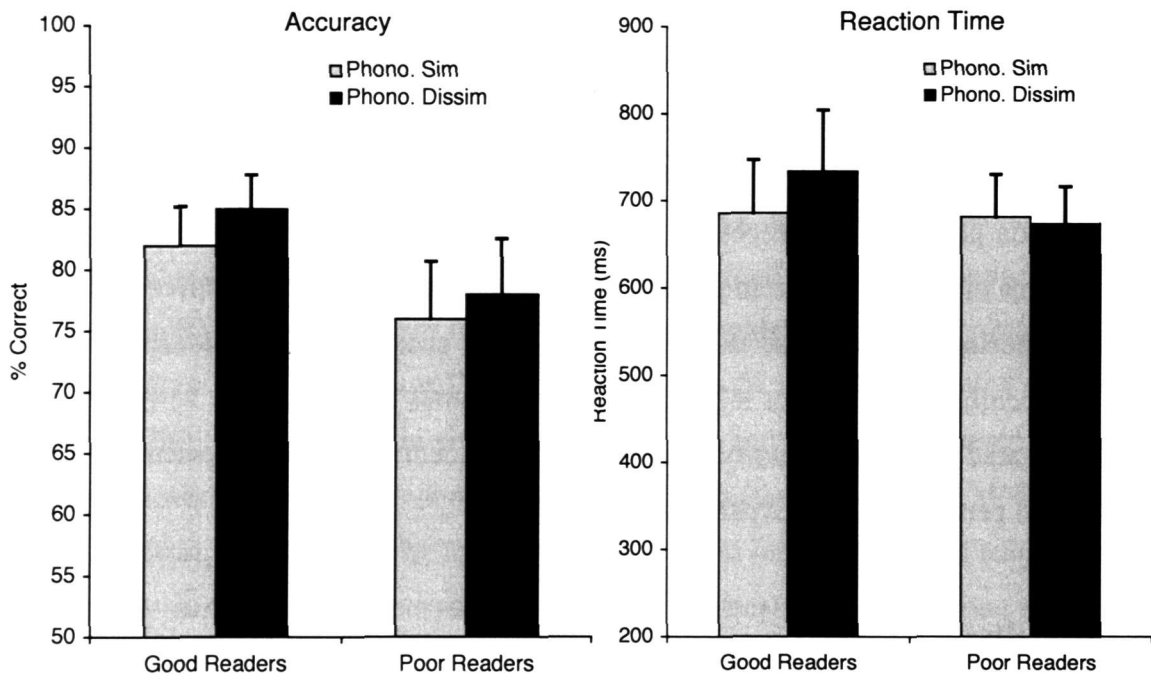 Accuracy
Phono. Sim
Phono. Dissim
% Correct
100
95
90
85
80
75
70
65
60
55
50
Good Readers
Poor Readers
Reaction Time
Phono. Sim
Phono. Dissim
Reaction Time (ms)
900
800
700
600
500
400
300
200
Good Readers
Poor Readers